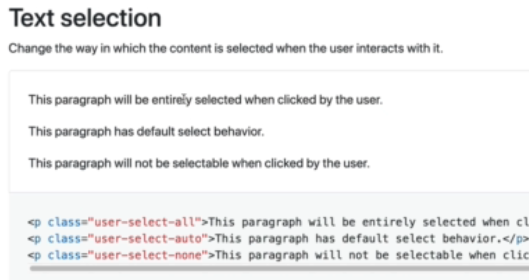 Text selection
Change the way in which the content is selected when the user interacts with it.
This paragraph will be entirely selected when clicked by the user.
This paragraph has default select behavior.
This paragraph will not be selectable when clicked by the user.
<p class="user-select-all">This paragraph will be entirely selected when cl
<p class="user-select-auto">This paragraph has default select behavior.</p>
<p class="user-select-none">This paragraph will not be selectable when clic